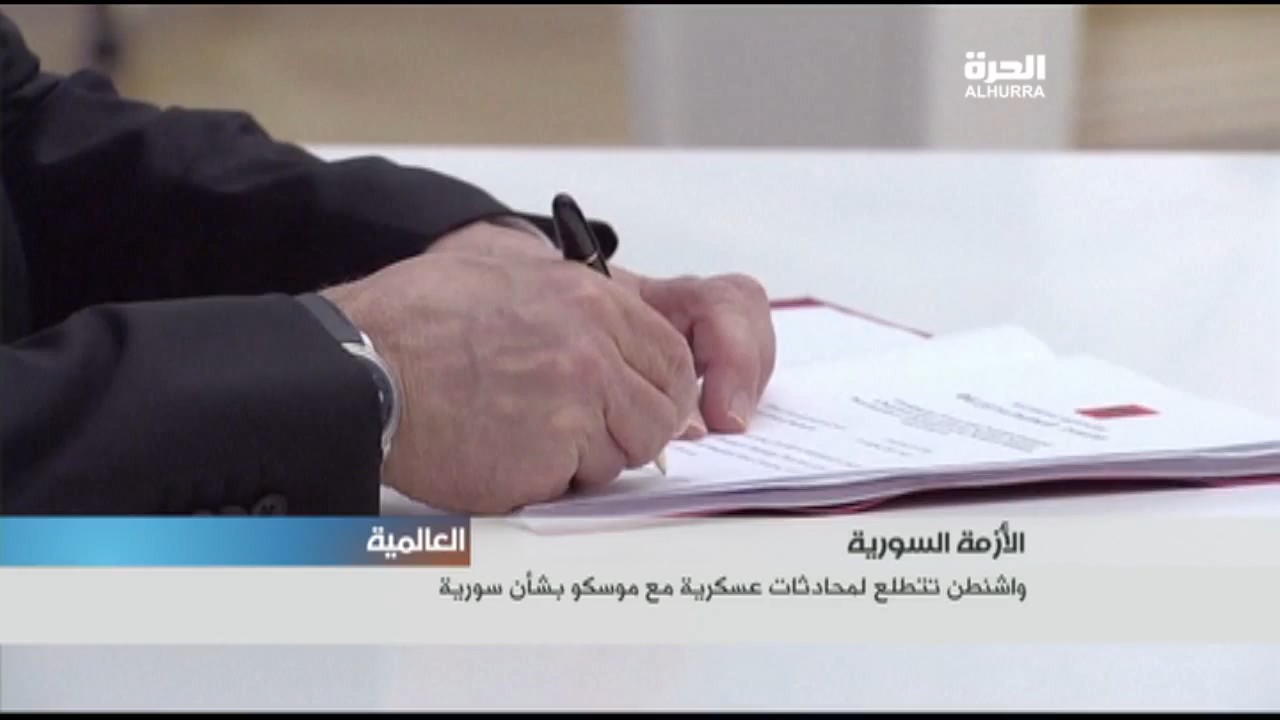 الحرة
ALHURRA
الأزمة السورية
العالمية
واشنطن تتطلع لمحادثات عسكرية مع موسكو بشأن سورية